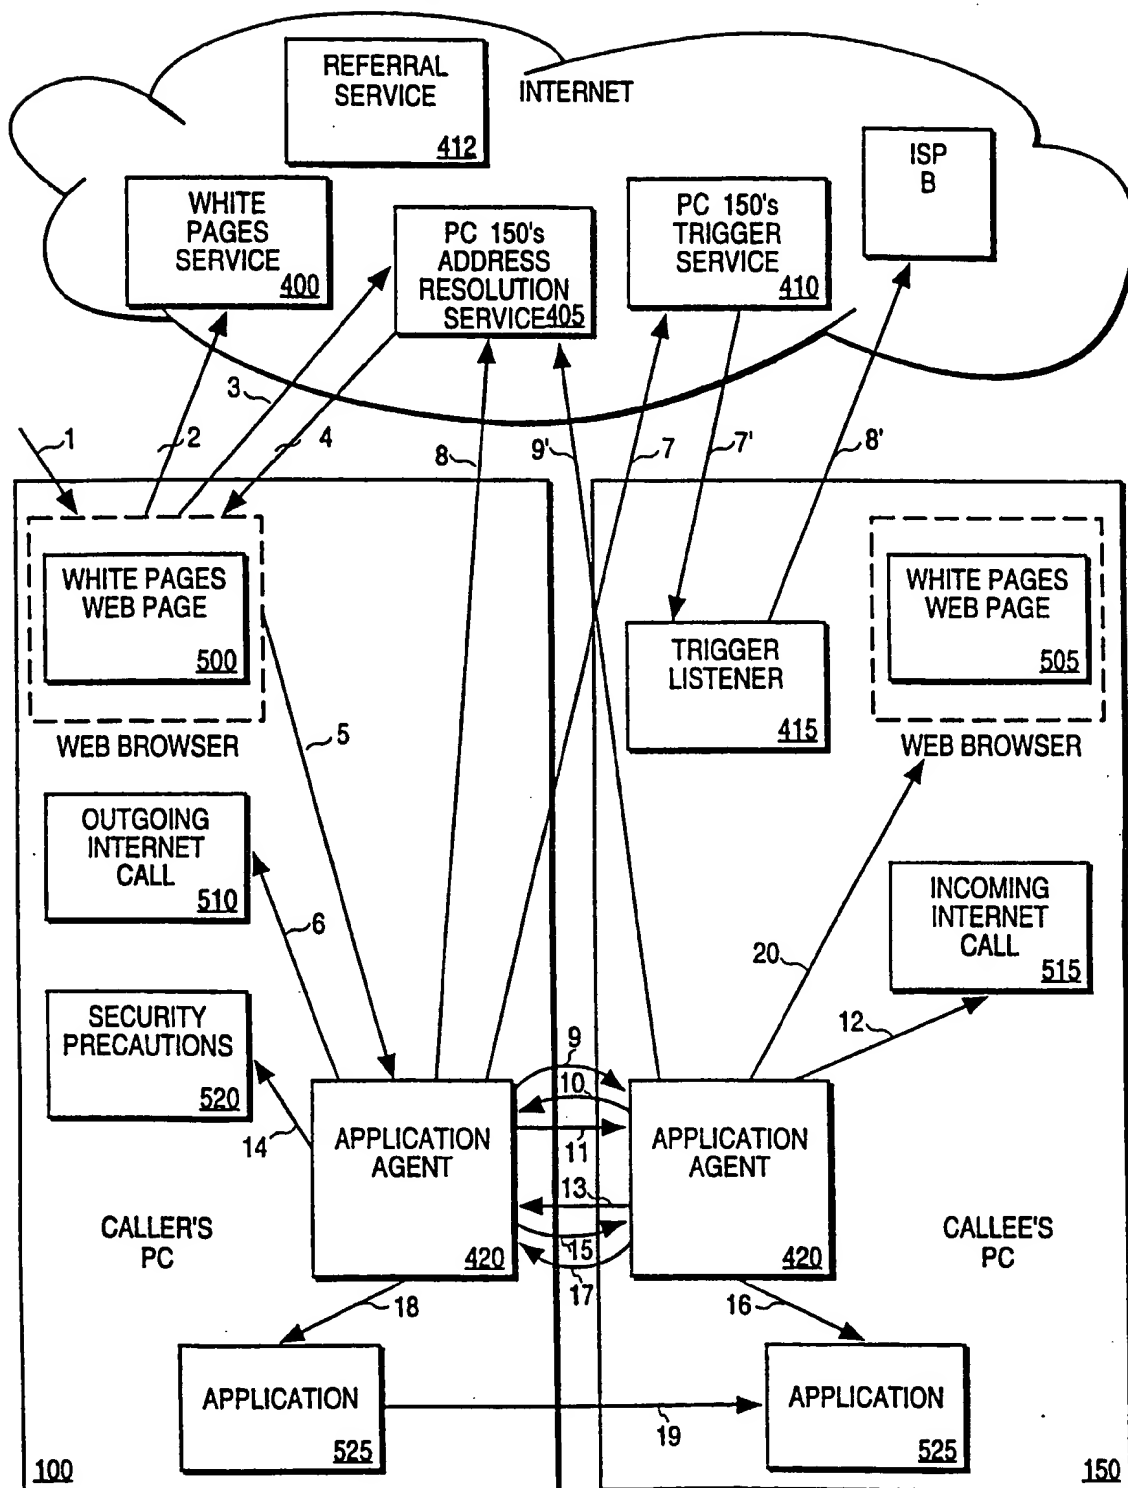 REFERRAL
SERVICE
412
INTERNET
ISP
B
WHITE
PAGES
SERVICE
400
PC 150's
ADDRESS
RESOLUTION
SERVICE
405
PC 150's
TRIGGER
SERVICE
410
1
2
3
4
8
9'
7
7'
8'
WHITE PAGES
WEB PAGE
500
WEB BROWSER
5
TRIGGER
LISTENER
415
WHITE PAGES
WEB PAGE
505
WEB BROWSER
OUTGOING
INTERNET
CALL
510
6
20
INCOMING
INTERNET
CALL
515
SECURITY
PRECAUTIONS
520
14
12
9
10
11
13
15
17
APPLICATION
AGENT
420
APPLICATION
AGENT
420
CALLER'S
PC
CALLEE'S
PC
18
16
APPLICATION
525
19
APPLICATION
525
100
150